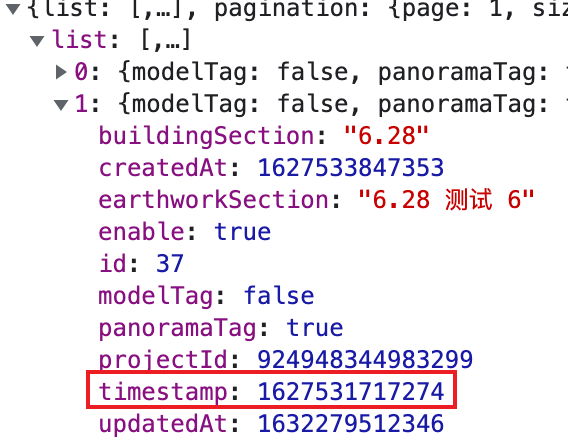 {list: [,…], pagination: {page: 1, siz
list: [,…]
0: {modelTag: false, panoramaTag:
1: {modelTag: false, panoramaTag:
buildingSection: "6.28"
createdAt: 1627533847353
earthworkSection: "6.28 测试 6"
enable: true
id: 37
modelTag: false
panoramaTag: true
projectId: 924948344983299
timestamp: 1627531717274
updatedAt: 1632279512346